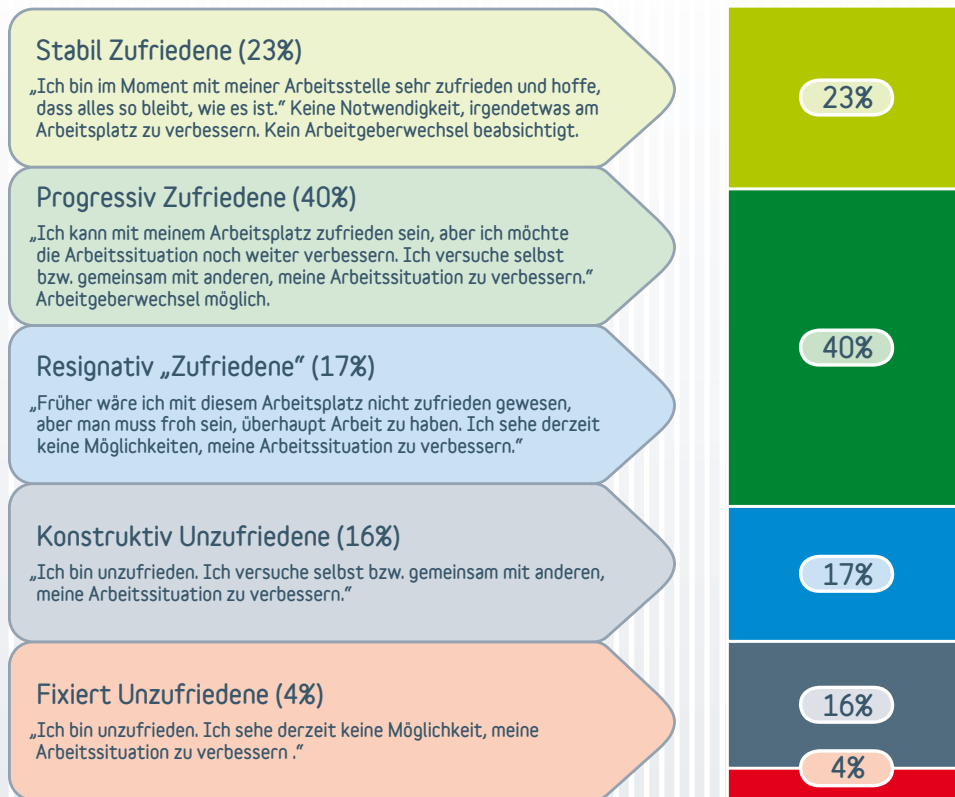 Stabil Zufriedene (23%)
„Ich bin im Moment mit meiner Arbeitsstelle sehr zufrieden und hoffe,
dass alles so bleibt, wie es ist.“ Keine Notwendigkeit, irgendetwas am
Arbeitsplatz zu verbessern. Kein Arbeitgeberwechsel beabsichtigt.
23%
Progressiv Zufriedene (40%)
„Ich kann mit meinem Arbeitsplatz zufrieden sein, aber ich möchte
die Arbeitssituation noch weiter verbessern. Ich versuche selbst
bzw. gemeinsam mit anderen, meine Arbeitssituation zu verbessern.“
Arbeitgeberwechsel möglich.
40%
Resignativ „Zufriedene“ (17%)
„Früher wäre ich mit diesem Arbeitsplatz nicht zufrieden gewesen,
aber man muss froh sein, überhaupt Arbeit zu haben. Ich sehe derzeit
keine Möglichkeiten, meine Arbeitssituation zu verbessern.“
17%
Konstruktiv Unzufriedene (16%)
„Ich bin unzufrieden. Ich versuche selbst bzw. gemeinsam mit anderen,
meine Arbeitssituation zu verbessern.“
16%
Fixiert Unzufriedene (4%)
„Ich bin unzufrieden. Ich sehe derzeit keine Möglichkeit, meine
Arbeitssituation zu verbessern .“
4%